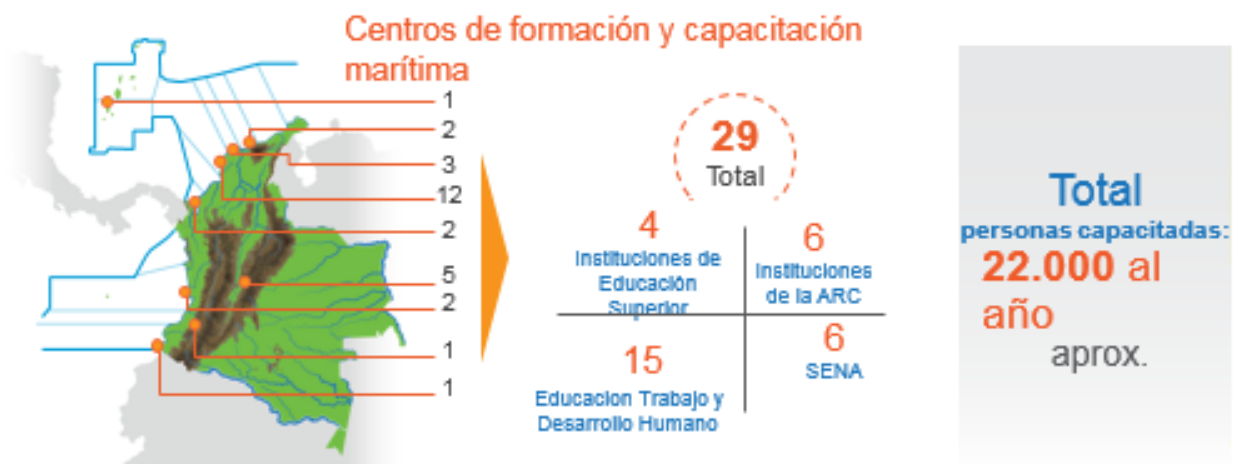 Centros de formación y capacitación
marítima
1
2
3
12
2
5
2
1
1
29
Total
4
Instituciones de
Educación
Superior
6
Instituciones
de la ARC
15
Educacion Trabajo y
Desarrollo Humano
6
SENA
Total
personas capacitadas:
22.000 al
año
aprox.